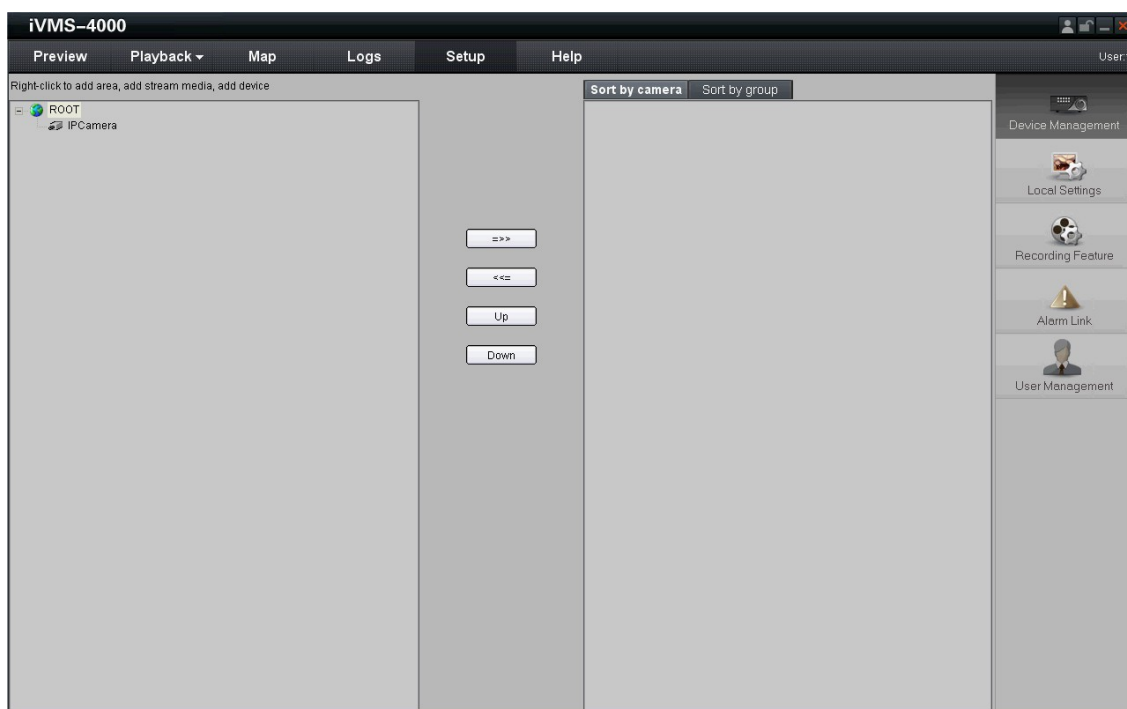 iVMS-4000
Preview Playback Map Logs Setup Help User:
Right-click to add area, add stream media, add device
ROOT
IPCamera
=>>
<<=
Up
Down
Sort by camera Sort by group
Device Management
Local Settings
Recording Feature
Alarm Link
User Management